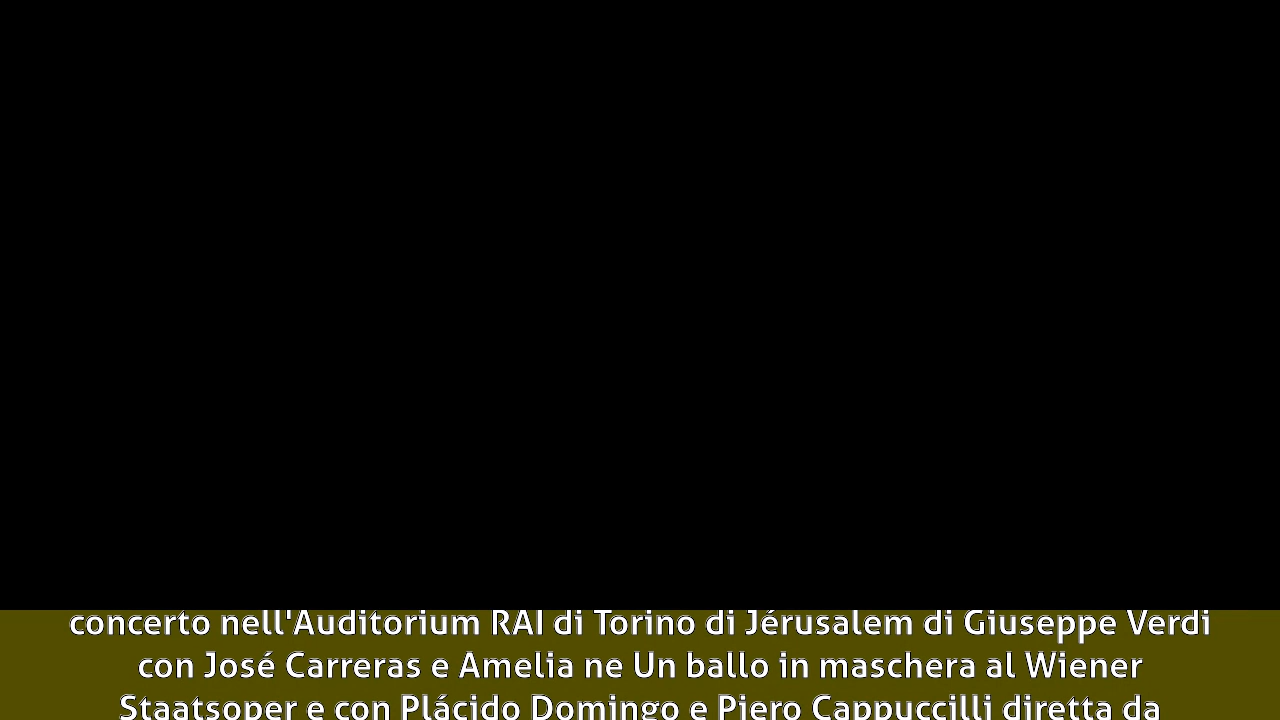 concerto nell'Auditorium RAI di Torino di Jérusalem di Giuseppe Verdi
con José Carreras e Amelia ne Un ballo in maschera al Wiener
Staatsoper e con Plácido Domingo e Piero Cappuccilli diretta da